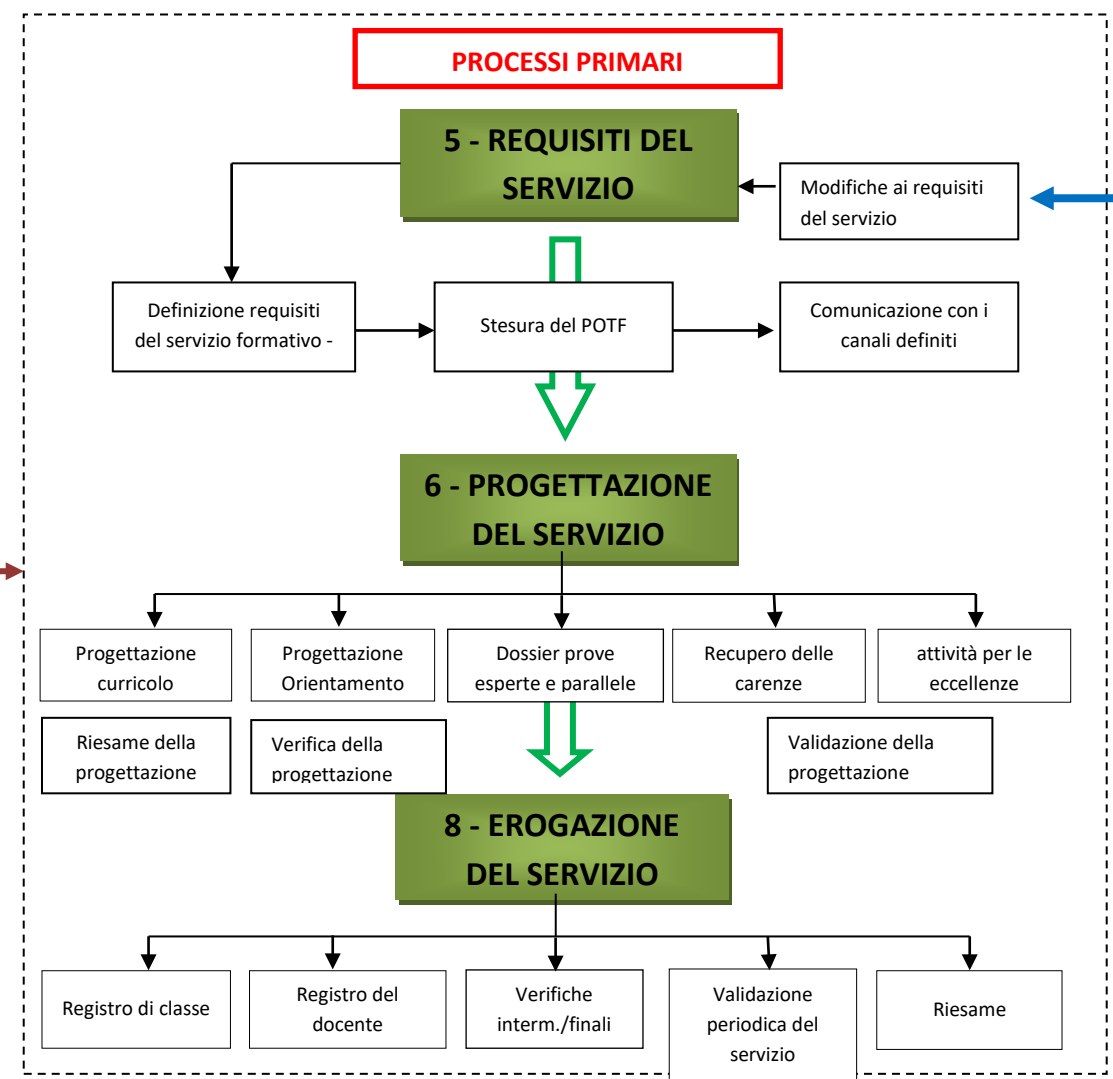 PROCESSI PRIMARI
5 - REQUISITI DEL
SERVIZIO
Modifiche ai requisiti
del servizio
Definizione requisiti
del servizio formativo -
Stesura del POTF
Comunicazione con i
canali definiti
6 - PROGETTAZIONE
DEL SERVIZIO
Progettazione
curricolo
Progettazione
Orientamento
Dossier prove
esperte e parallele
Recupero delle
carenze
attività per le
eccellenze
Riesame della
progettazione
Verifica della
progettazione
Validazione della
progettazione
8 - EROGAZIONE
DEL SERVIZIO
Registro di classe
Registro del
docente
Verifiche
interm./finali
Validazione
periodica del
servizio
Riesame